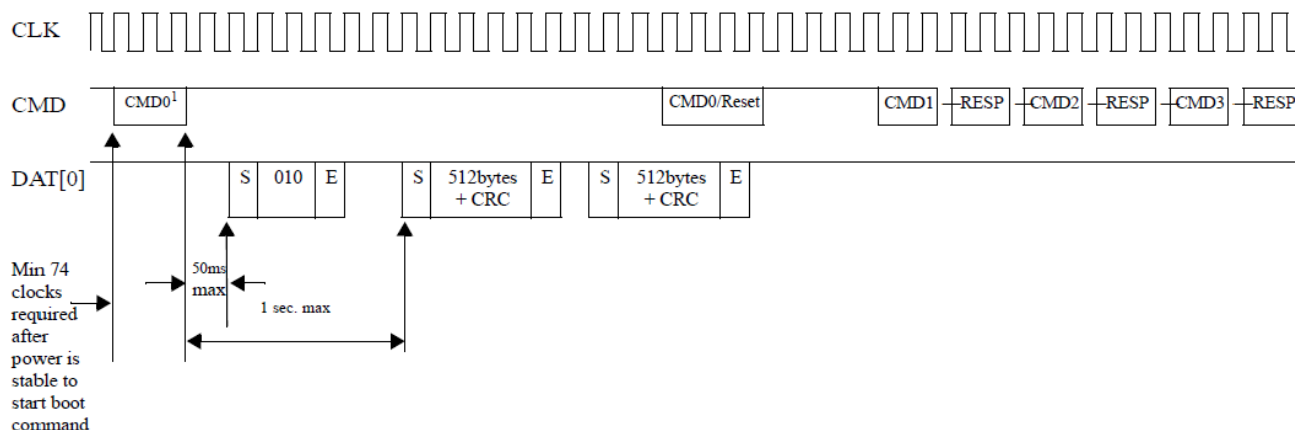 CLK
CMD
CMD0¹
CMD0/Reset
CMD1
RESP
CMD2
RESP
CMD3
RESP
DAT[0]
S
010
E
S
512bytes
+ CRC
E
S
512bytes
+ CRC
E
Min 74
clocks
required
after
power is
stable to
start boot
command
50ms
max
1 sec. max